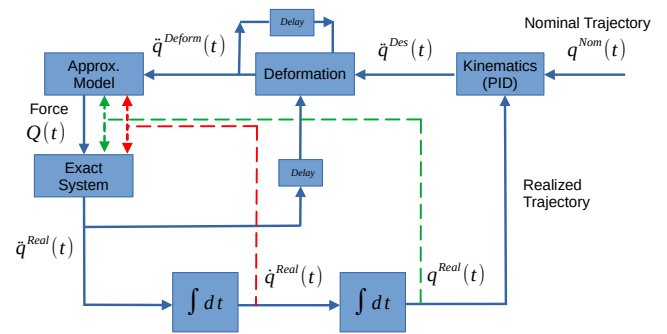 Nominal Trajectory
Delay
q̈^Deform(t)
q̈^Des(t)
q^Nom(t)
Approx.
Model
Deformation
Kinematics
(PID)
Force
Q(t)
Exact
System
Delay
Realized
Trajectory
q̈^Real(t)
q̇^Real(t)
q^Real(t)
∫ dt
∫ dt